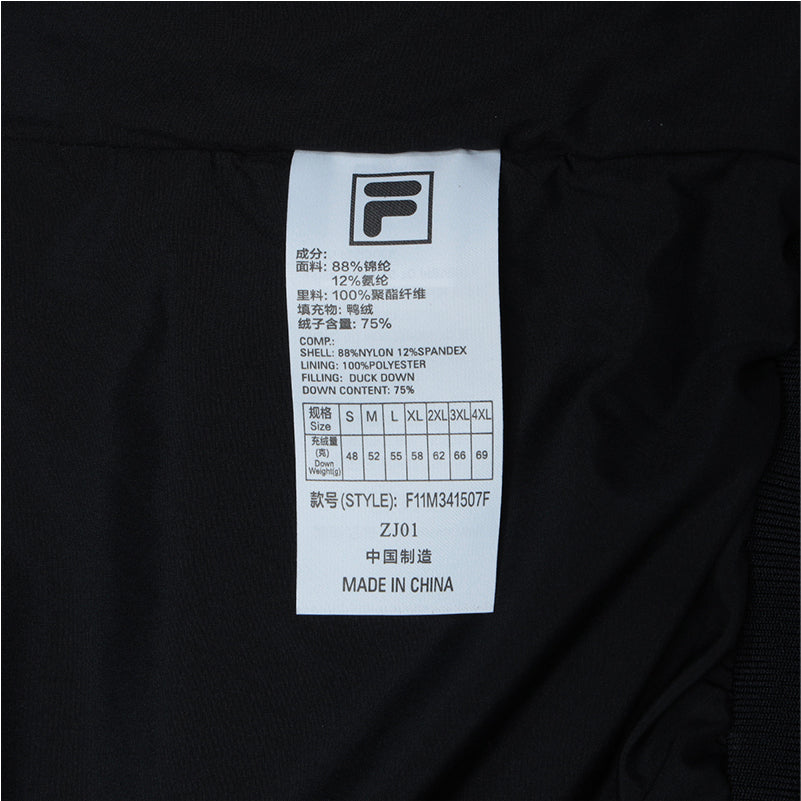 F
成分:
面料: 88%锦纶
12%氨纶
里料: 100%聚酯纤维
填充物: 鸭绒
绒子含量: 75%
COMP.:
SHELL: 88%NYLON 12%SPANDEX
LINING: 100%POLYESTER
FILLING: DUCK DOWN
DOWN CONTENT: 75%
规格 Size S M L XL 2XL 3XL 4XL
充绒量 (克) Down Weight(g) 48 52 55 58 62 66 69
款号(STYLE): F11M341507F
ZJ01
中国制造
MADE IN CHINA